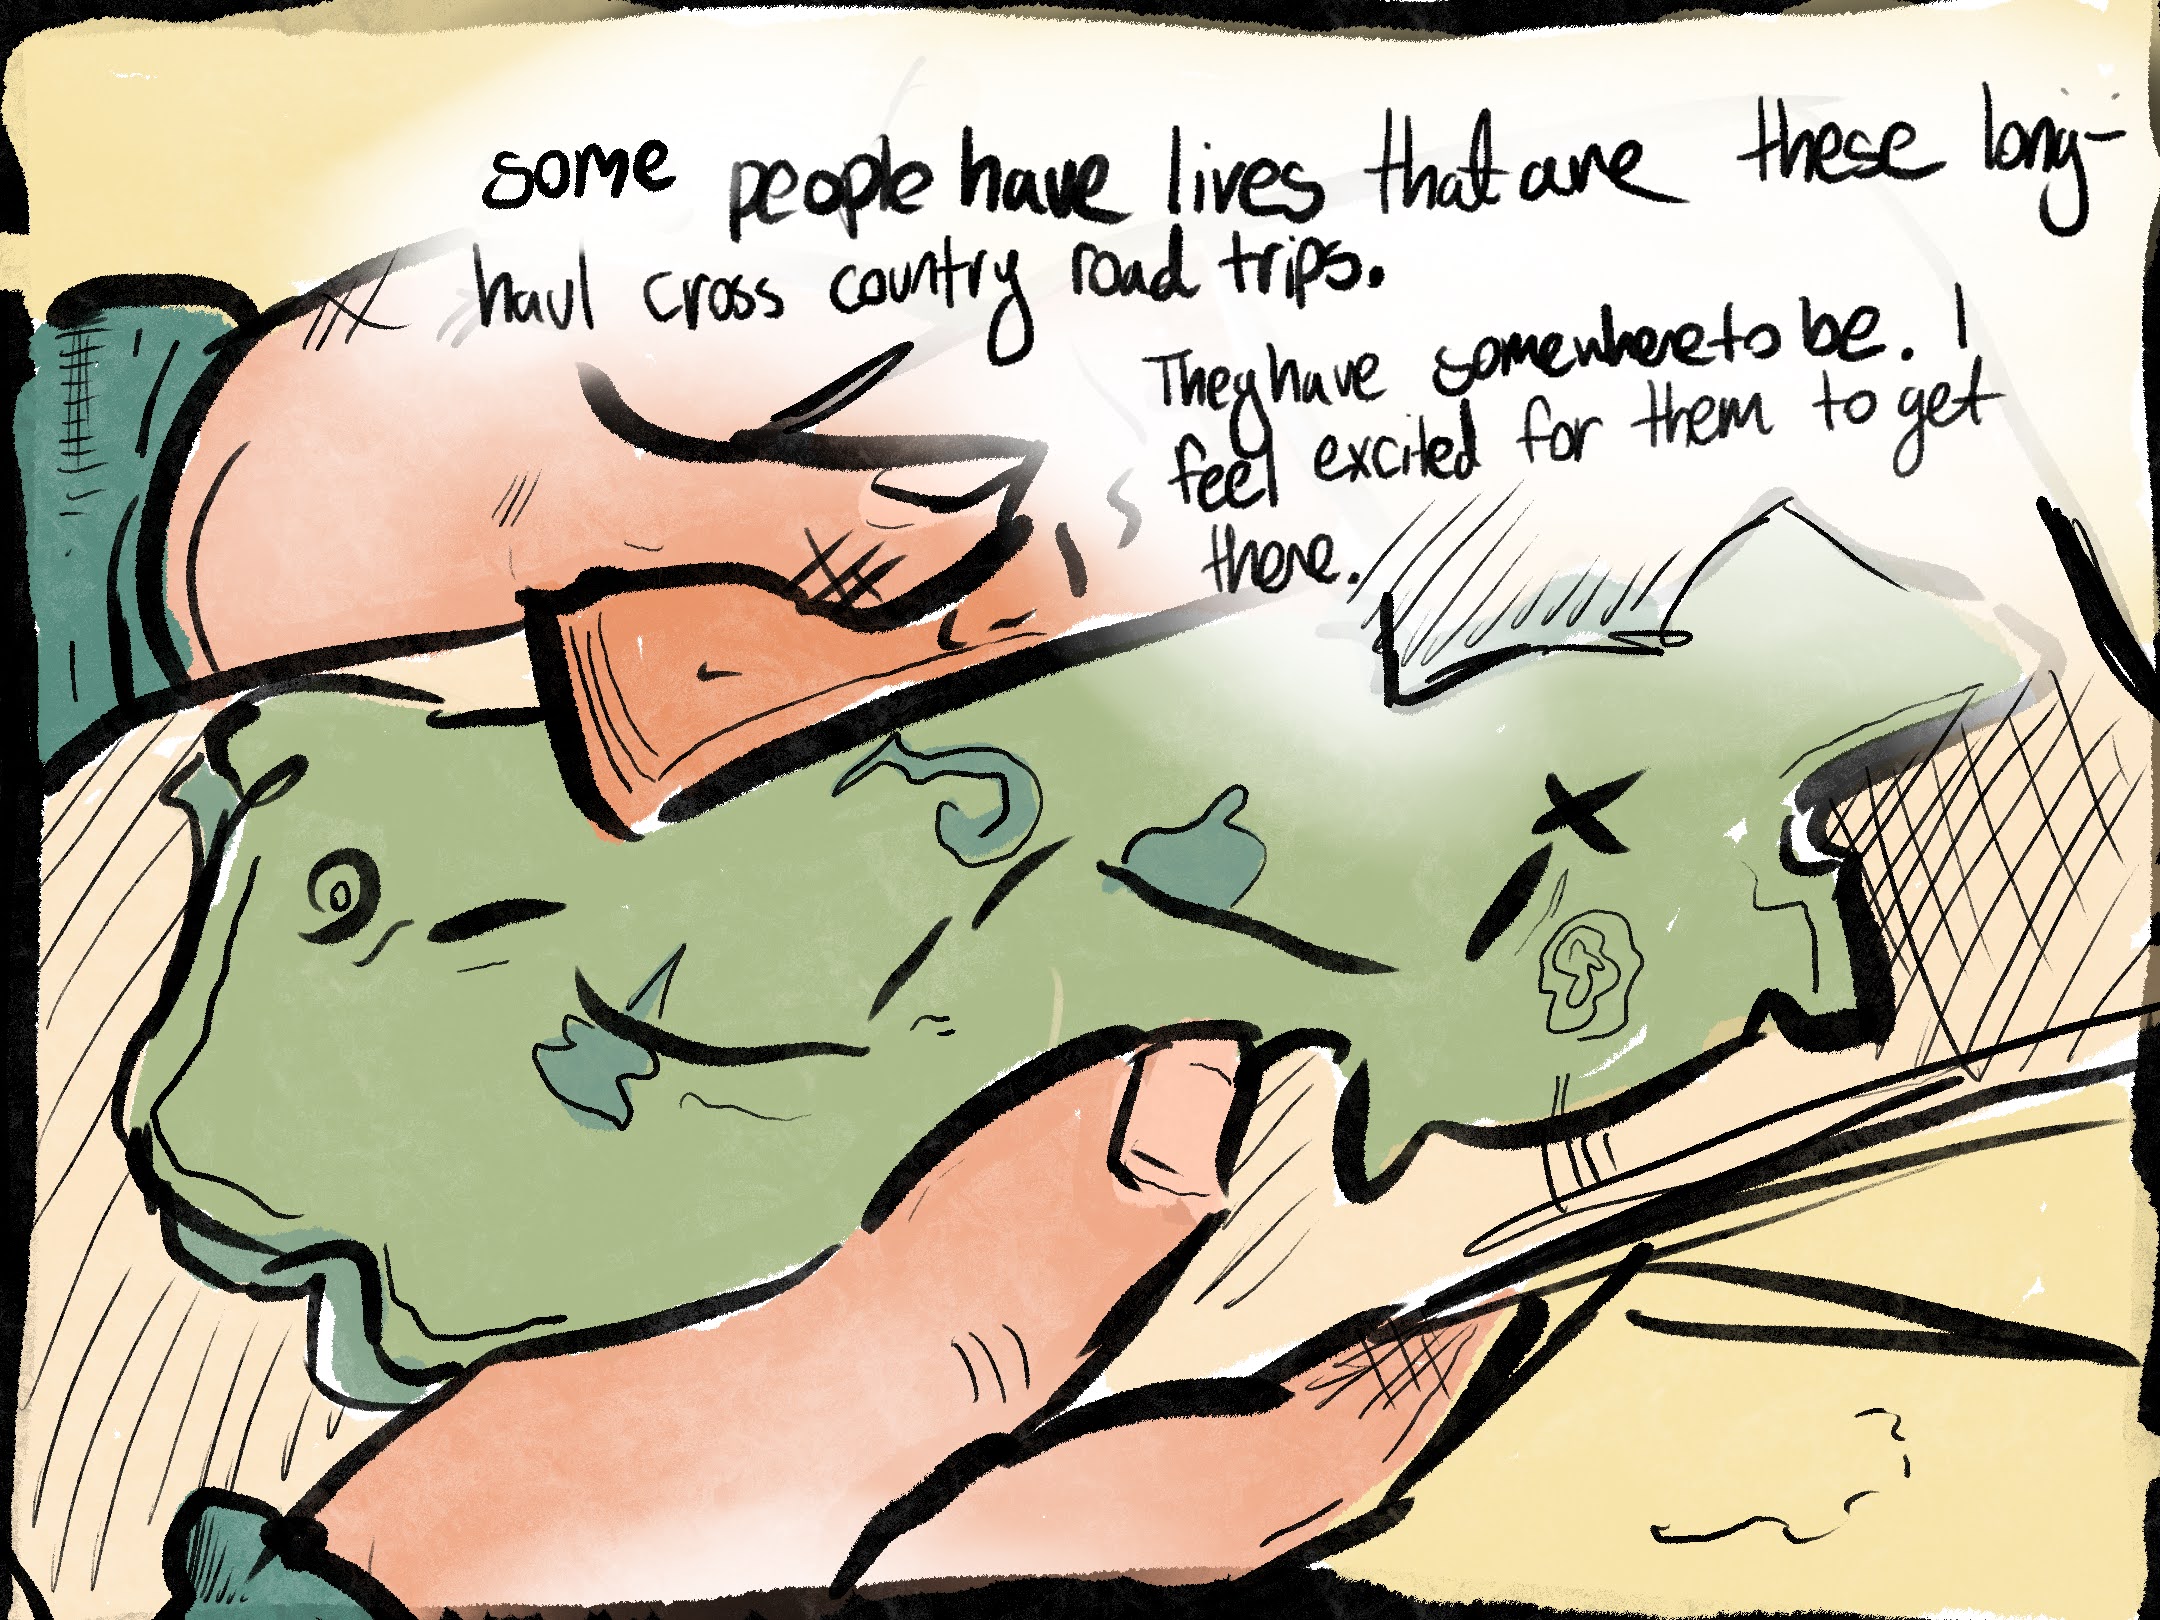 some people have lives that are these long-
haul cross country road trips.
They have somewhere to be. I
feel excited for them to get
there.